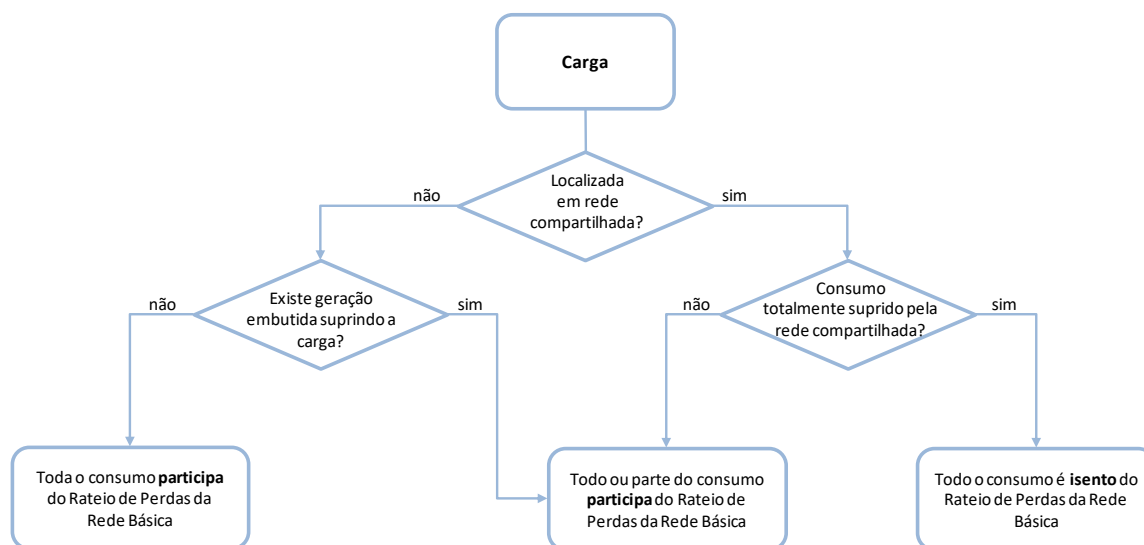 Carga
Localizada
em rede
compartilhada?
não
sim
Existe geração
embutida suprindo a
carga?
não
sim
Consumo
totalmente suprido pela
rede compartilhada?
não
sim
Toda o consumo participa
do Rateio de Perdas da
Rede Básica
Todo ou parte do consumo
participa do Rateio de
Perdas da Rede Básica
Todo o consumo é isento do
Rateio de Perdas da Rede
Básica